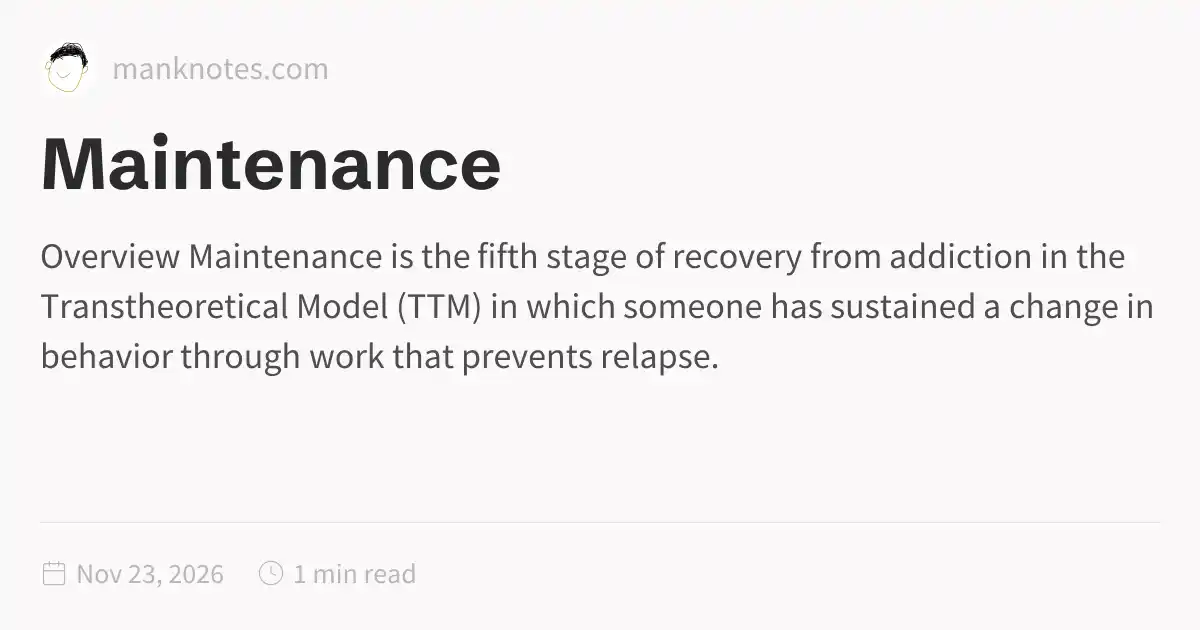 manknotes.com
Maintenance
Overview Maintenance is the fifth stage of recovery from addiction in the
Transtheoretical Model (TTM) in which someone has sustained a change in
behavior through work that prevents relapse.
Nov 23, 2026 1 min read